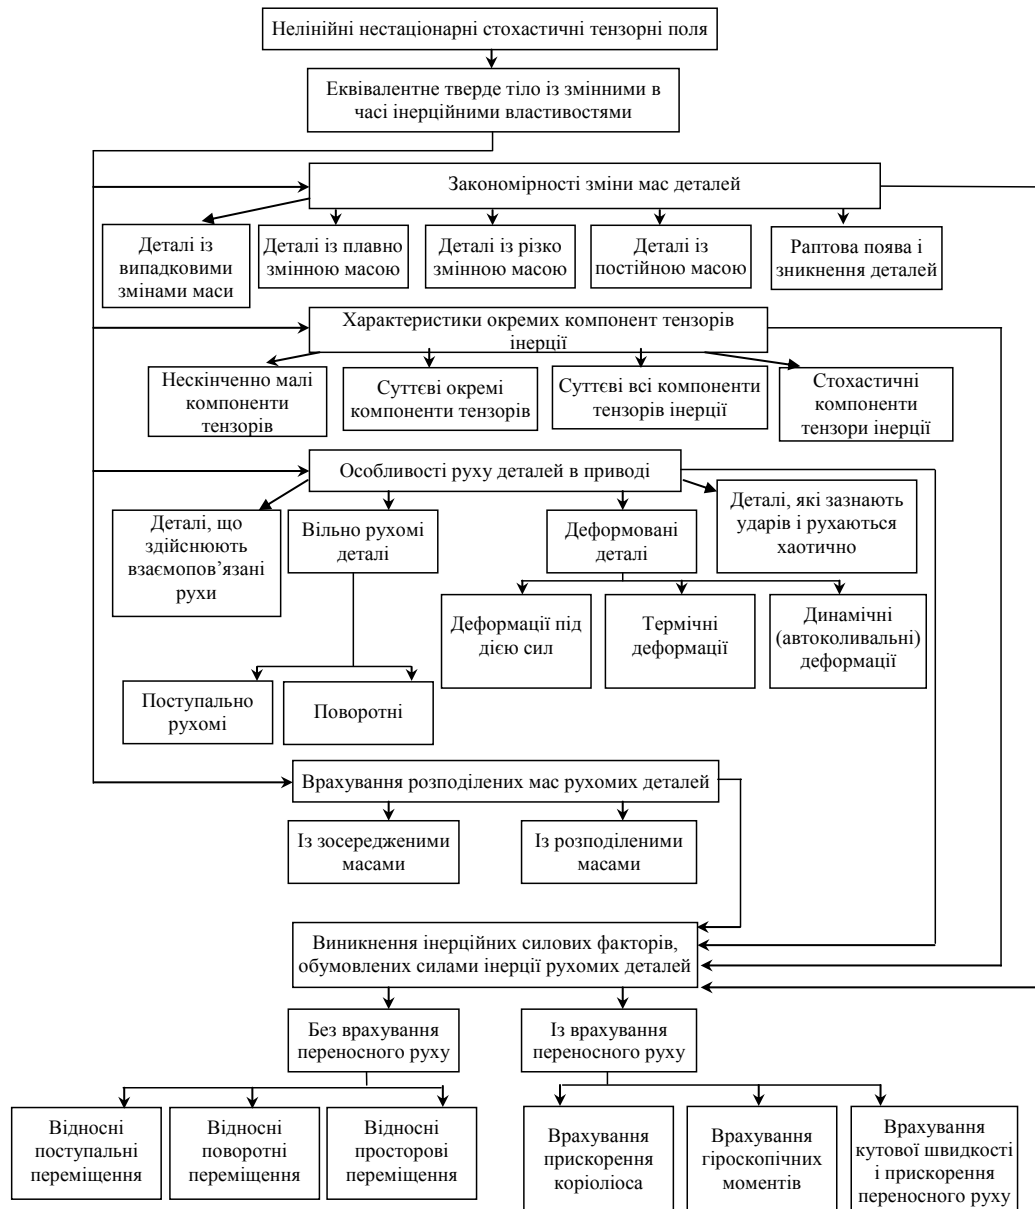 Нелінійні нестаціонарні стохастичні тензорні поля
Еквівалентне тверде тіло із змінними в
часі інерційними властивостями
Закономірності зміни мас деталей
Деталі із
випадковими
змінами маси
Деталі із плавно
змінною масою
Деталі із різко
змінною масою
Деталі із
постійною масою
Раптова поява і
зникнення деталей
Характеристики окремих компонент тензорів
інерції
Нескінченно малі
компоненти
тензорів
Суттєві окремі
компоненти тензорів
Суттєві всі компоненти
тензорів інерції
Стохастичні
компоненти
тензори інерції
Особливості руху деталей в приводі
Деталі, що
здійснюють
взаємопов’язані
рухи
Вільно рухомі
деталі
Деформовані
деталі
Деталі, які зазнають
ударів і рухаються
хаотично
Деформації під
дією сил
Термічні
деформації
Динамічні
(автоколивальні)
деформації
Поступально
рухомі
Поворотні
Врахування розподілених мас рухомих деталей
Із зосередженими
масами
Із розподіленими
масами
Виникнення інерційних силових факторів,
обумовлених силами інерції рухомих деталей
Без врахування
переносного руху
Із врахування
переносного руху
Відносні
поступальні
переміщення
Відносні
поворотні
переміщення
Відносні
просторові
переміщення
Врахування
прискорення
коріоліса
Врахування
гіроскопічних
моментів
Врахування
кутової швидкості
і прискорення
переносного руху